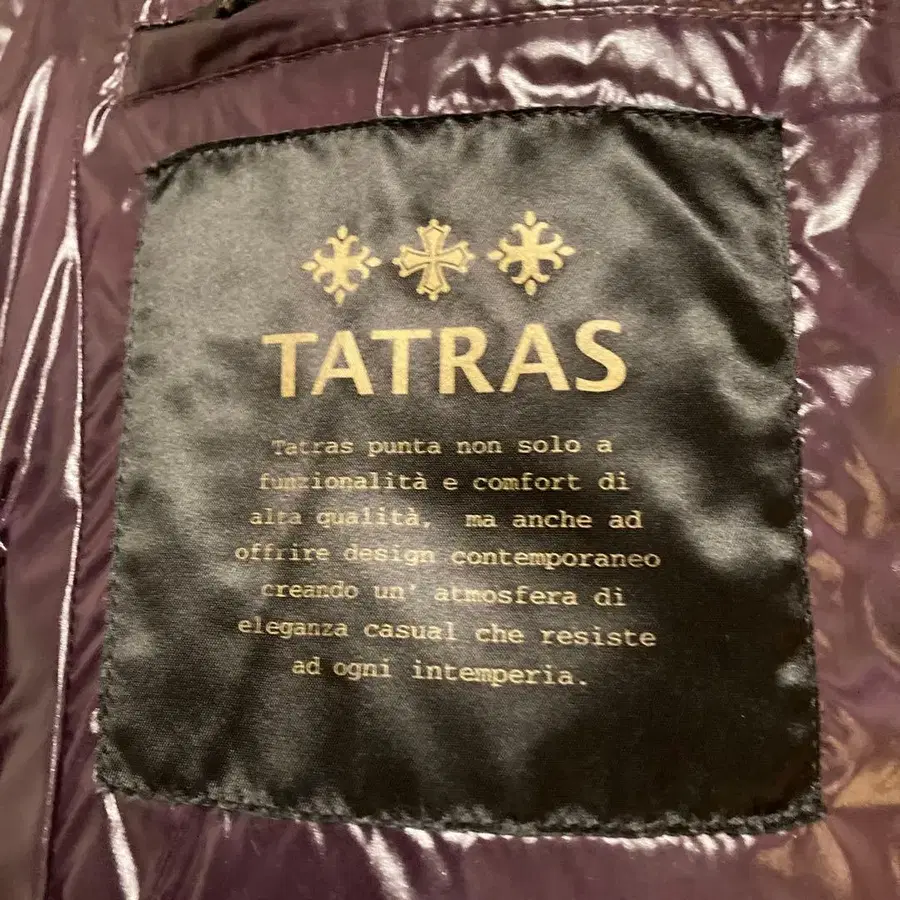 TATRAS
Tatras punta non solo a
funzionalità e comfort di
alta qualità, ma anche ad
offrire design contemporaneo
creando un' atmosfera di
eleganza casual che resiste
ad ogni intemperia.